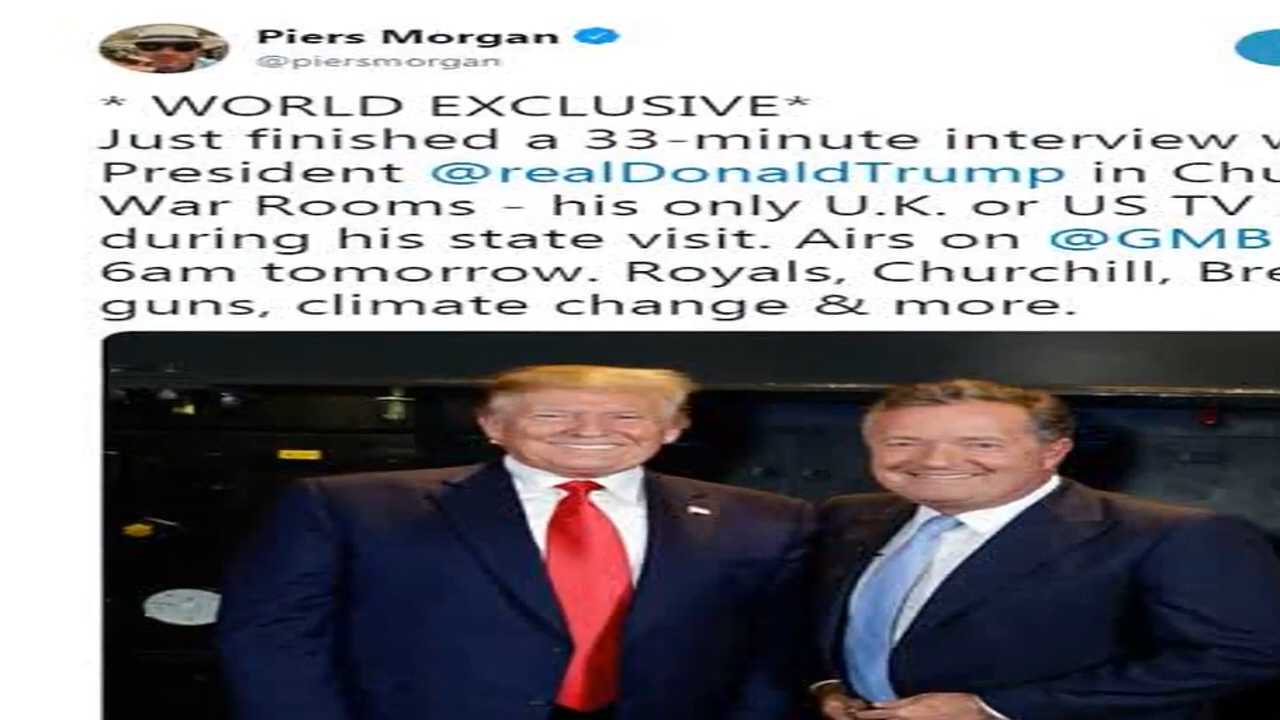 Piers Morgan
@piersmorgan
* WORLD EXCLUSIVE*
Just finished a 33-minute interview
President @realDonaldTrump in
War Rooms - his only U.K. or US TV
during his state visit. Airs on @GMB
6am tomorrow. Royals, Churchill,
guns, climate change & more.